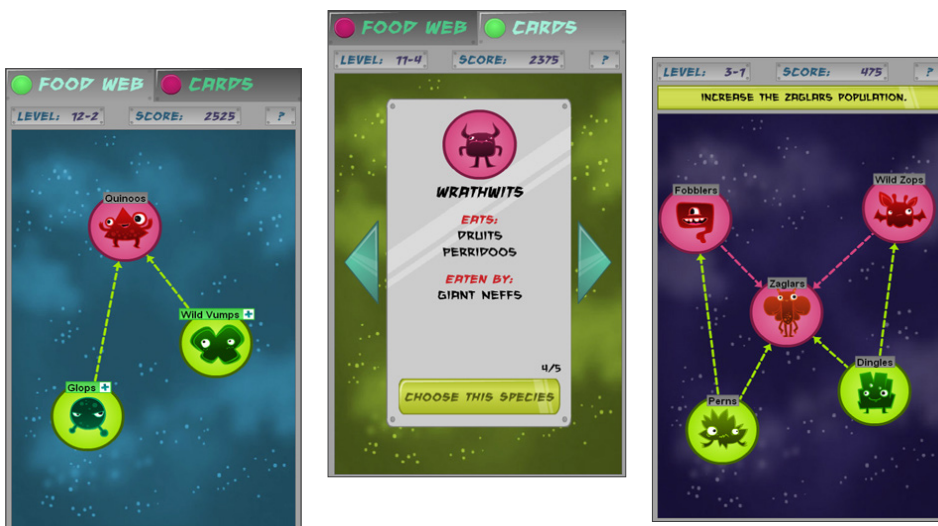 FOOD WEB CARDS
LEVEL: 12-2 SCORE: 2525 ?
Quinoos
Wild Vumps +
Glops +
FOOD WEB CARDS
LEVEL: 11-4 SCORE: 2375 ?
WRATHWITS
EATS:
DRUITS
PERRIDOOS
EATEN BY:
GIANT NEFFS
4/5
CHOOSE THIS SPECIES
LEVEL: 3-1 SCORE: 475 ?
INCREASE THE ZAGLARS POPULATION.
Wild Zops
Fobblers
Zaglars
Dingles
Perns